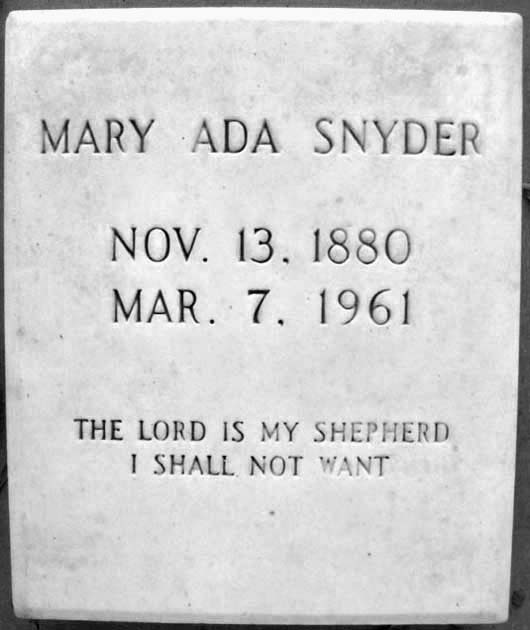 MARY ADA SNYDER
NOV. 13, 1880
MAR. 7, 1961
THE LORD IS MY SHEPHERD
I SHALL NOT WANT